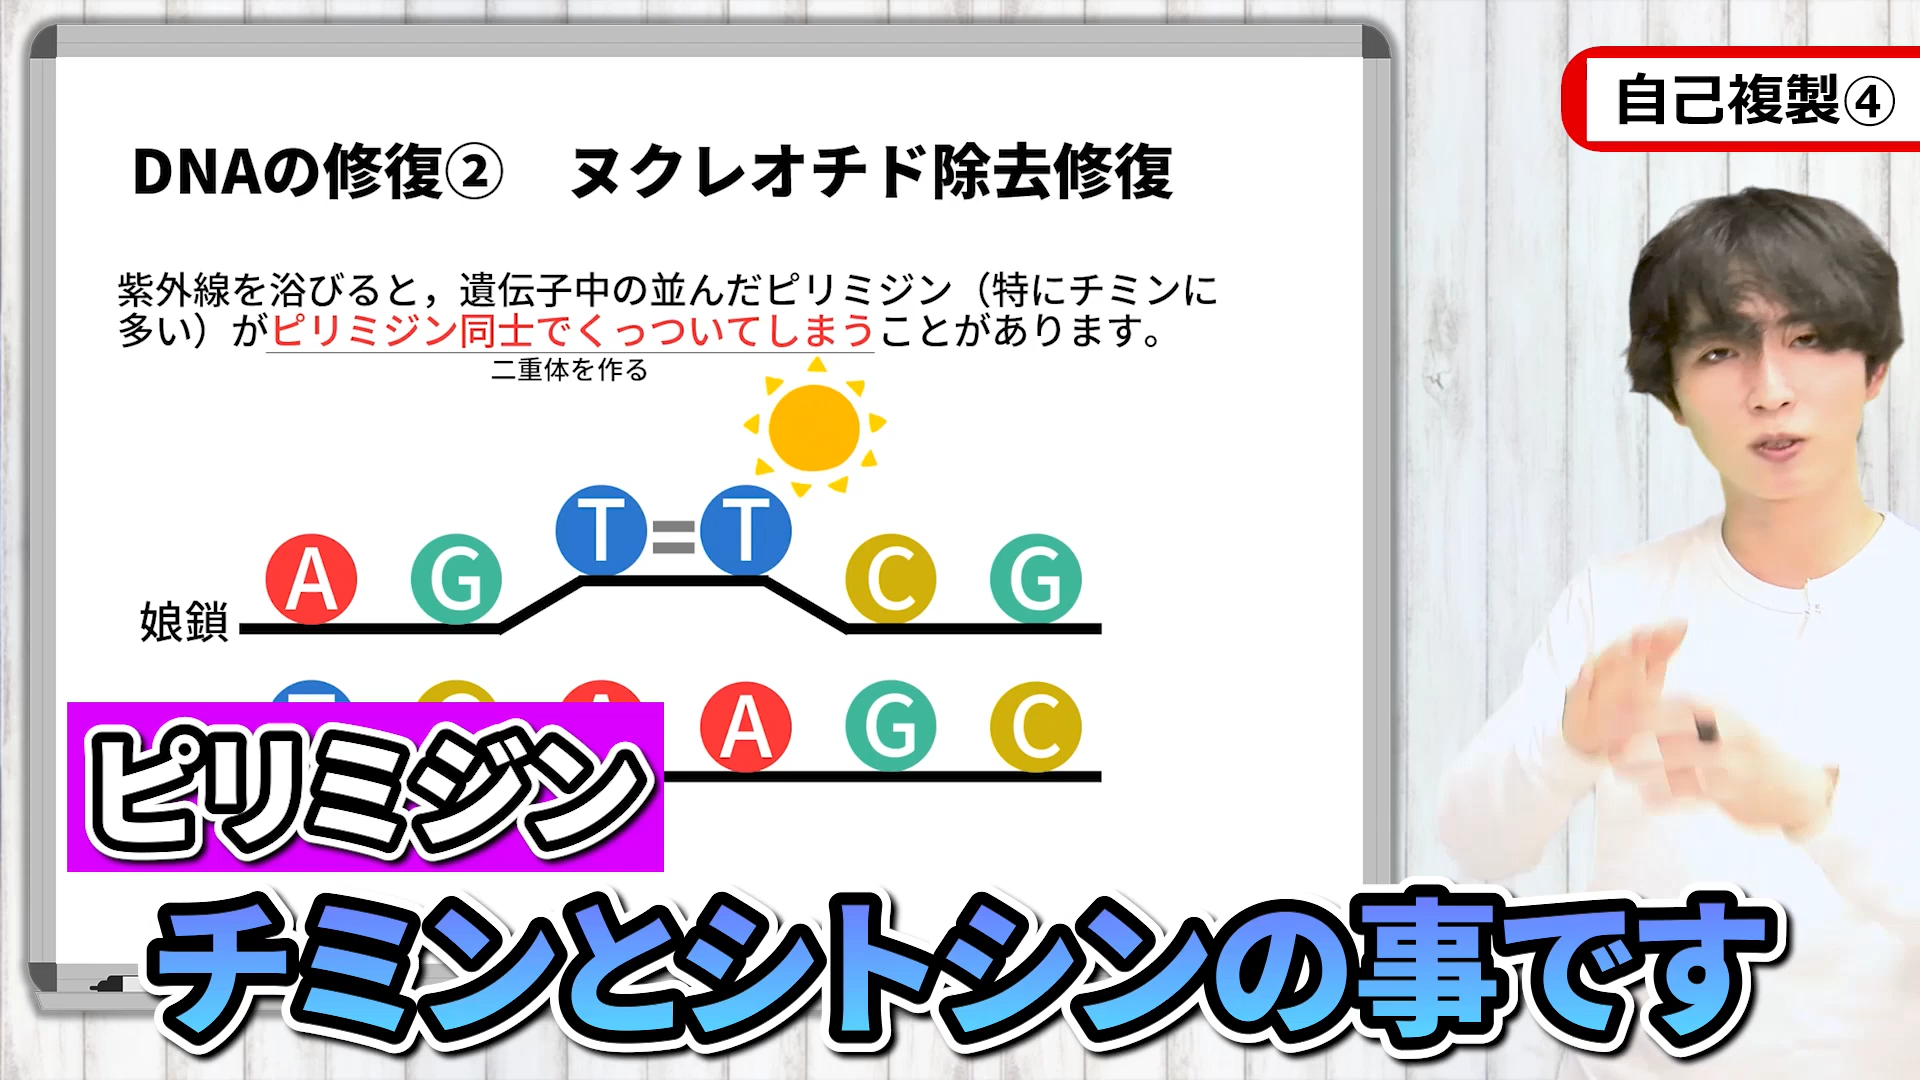 自己複製④
DNAの修復②　ヌクレオチド除去修復
紫外線を浴びると，遺伝子中の並んだピリミジン（特にチミンに
多い）がピリミジン同士でくっついてしまうことがあります。
二重体を作る
A G T=T C G
娘鎖
T C A A G C
ピリミジン
チミンとシトシンの事です